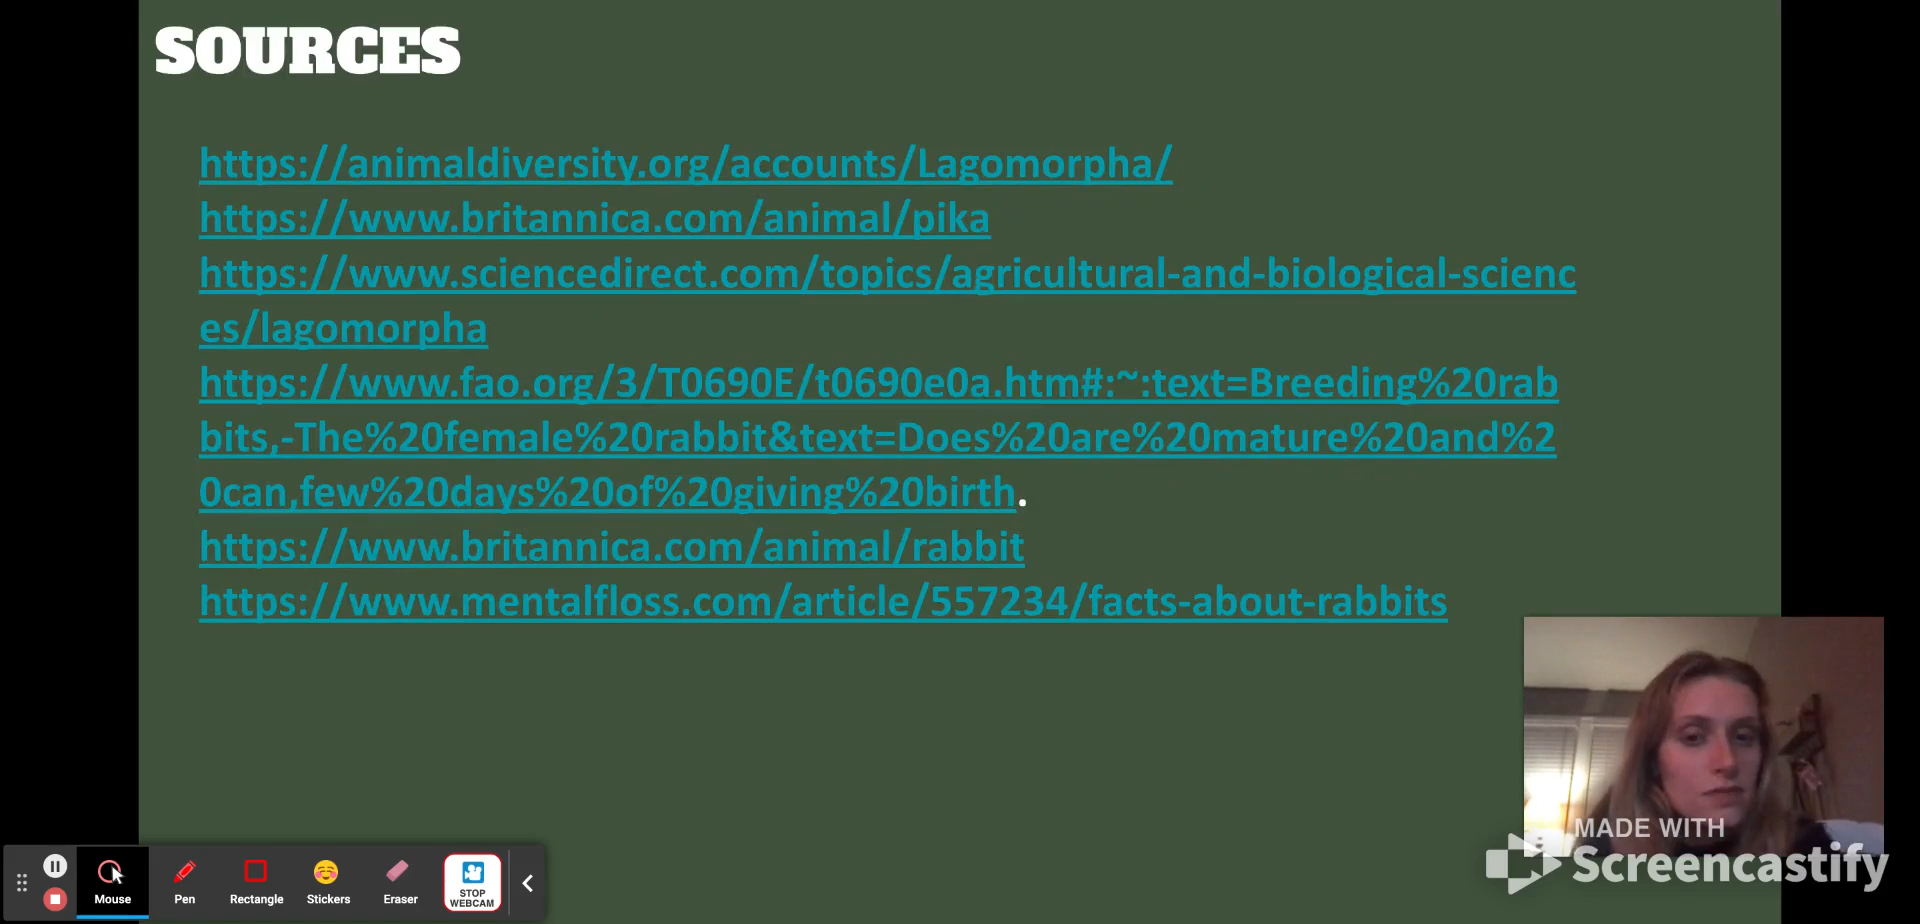 SOURCES
https://animaldiversity.org/accounts/Lagomorpha/
https://www.britannica.com/animal/pika
https://www.sciencedirect.com/topics/agricultural-and-biological-scienc
es/lagomorpha
https://www.fao.org/3/T0690E/t0690e0a.htm#:~:text=Breeding%20rab
bits,-The%20female%20rabbit&text=Does%20are%20mature%20and%2
0can,few%20days%20of%20giving%20birth.
https://www.britannica.com/animal/rabbit
https://www.mentalfloss.com/article/557234/facts-about-rabbits
MADE WITH
Screencastify
Mouse
Pen
Rectangle
Stickers
Eraser
STOP
WEBCAM